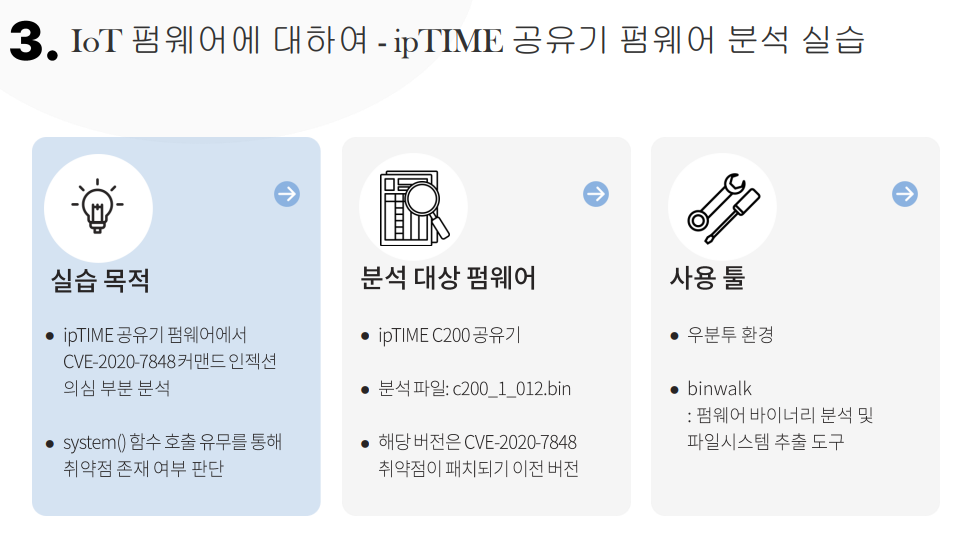 3. IoT 펌웨어에 대하여 - ipTIME 공유기 펌웨어 분석 실습
실습 목적
● ipTIME 공유기 펌웨어에서
CVE-2020-7848 커맨드 인젝션
의심 부분 분석
● system() 함수 호출 유무를 통해
취약점 존재 여부 판단
분석 대상 펌웨어
● ipTIME C200 공유기
● 분석 파일: c200_1_012.bin
● 해당 버전은 CVE-2020-7848
취약점이 패치되기 이전 버전
사용 툴
● 우분투 환경
● binwalk
: 펌웨어 바이너리 분석 및
파일시스템 추출 도구